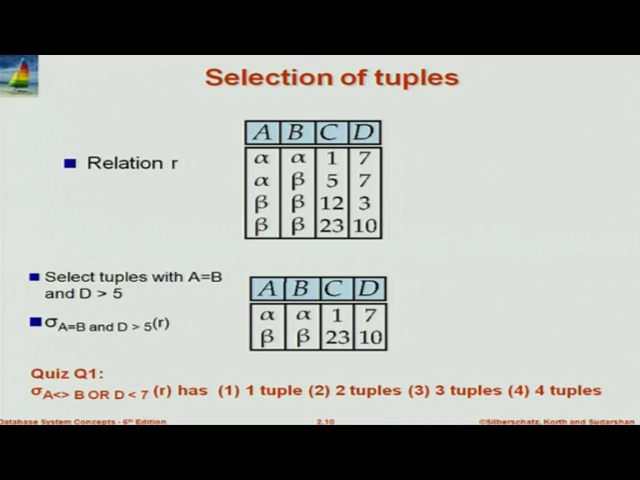 Selection of tuples
A B C D
Relation r
α α 1 7
α β 5 7
β β 12 3
β β 23 10
Select tuples with A=B
and D > 5
σA=B and D > 5(r)
A B C D
α α 1 7
β β 23 10
Quiz Q1:
σA<> B OR D < 7 (r) has (1) 1 tuple (2) 2 tuples (3) 3 tuples (4) 4 tuples
Database System Concepts - 6th Edition 2.10 ©Silberschatz, Korth and Sudarshan